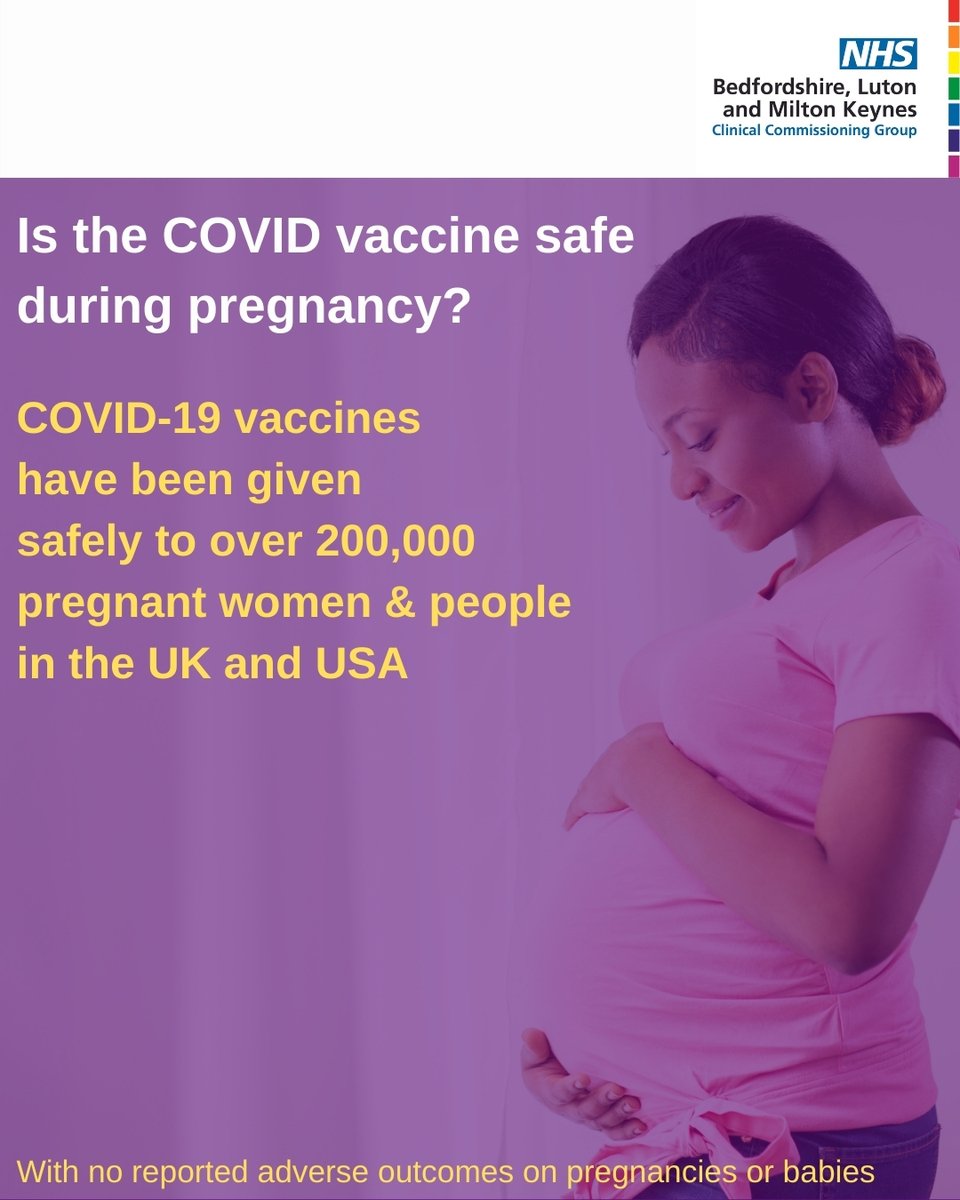 NHS
Bedfordshire, Luton
and Milton Keynes
Clinical Commissioning Group
Is the COVID vaccine safe
during pregnancy?
COVID-19 vaccines
have been given
safely to over 200,000
pregnant women & people
in the UK and USA
With no reported adverse outcomes on pregnancies or babies